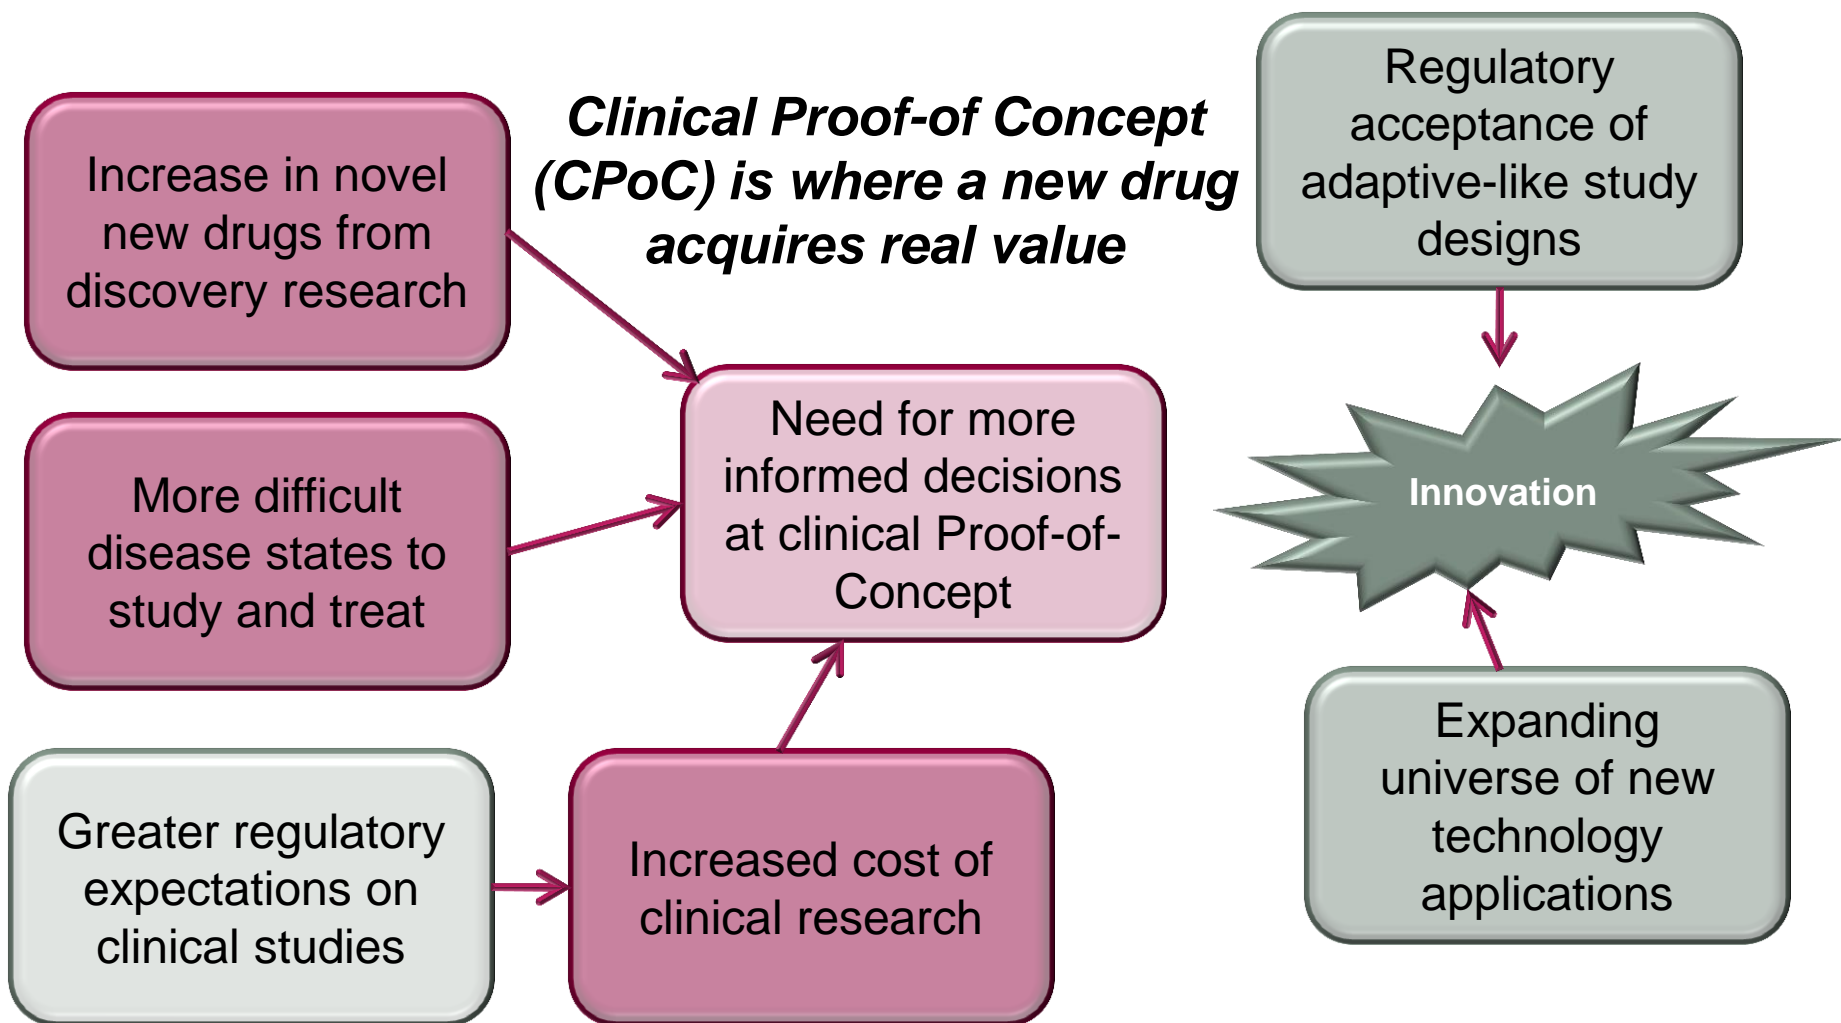 Increase in novel
new drugs from
discovery research
Clinical Proof-of Concept
(CPoC) is where a new drug
acquires real value
Regulatory
acceptance of
adaptive-like study
designs
More difficult
disease states to
study and treat
Need for more
informed decisions
at clinical Proof-of-
Concept
Innovation
Greater regulatory
expectations on
clinical studies
Increased cost of
clinical research
Expanding
universe of new
technology
applications